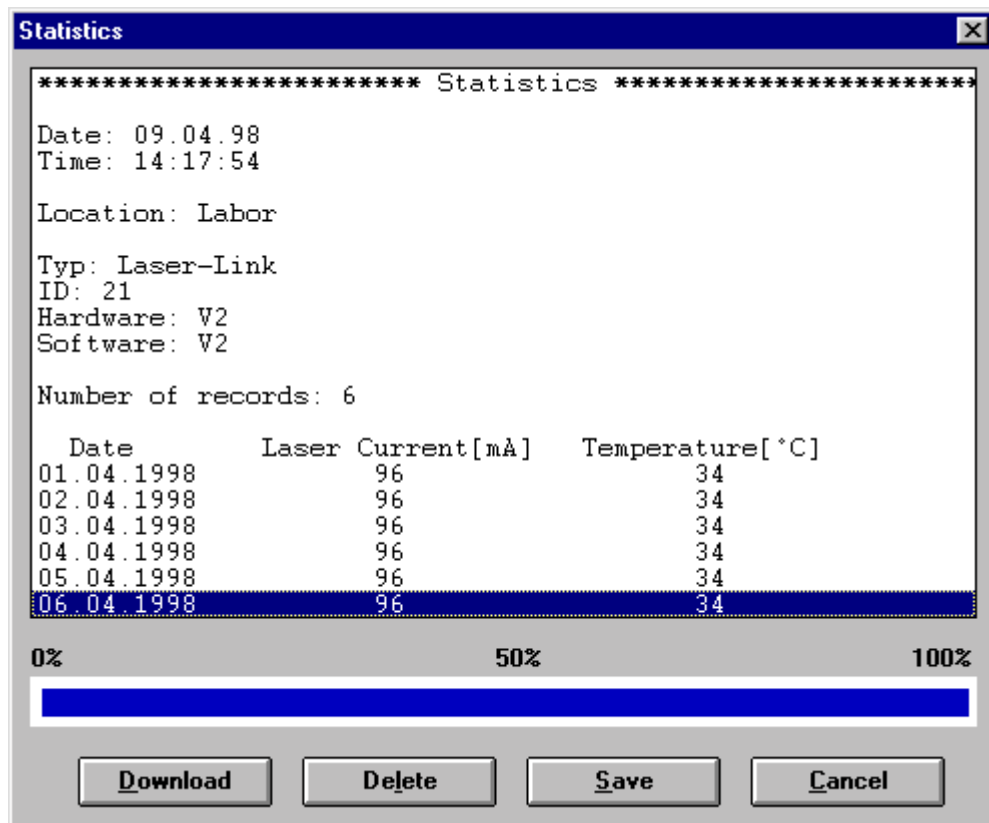 Statistics
************************ Statistics ***********************
Date: 09.04.98
Time: 14:17:54
Location: Labor
Typ: Laser-Link
ID: 21
Hardware: V2
Software: V2
Number of records: 6
Date Laser Current[mA] Temperature[°C]
01.04.1998 96 34
02.04.1998 96 34
03.04.1998 96 34
04.04.1998 96 34
05.04.1998 96 34
06.04.1998 96 34
0% 50% 100%
Download Delete Save Cancel